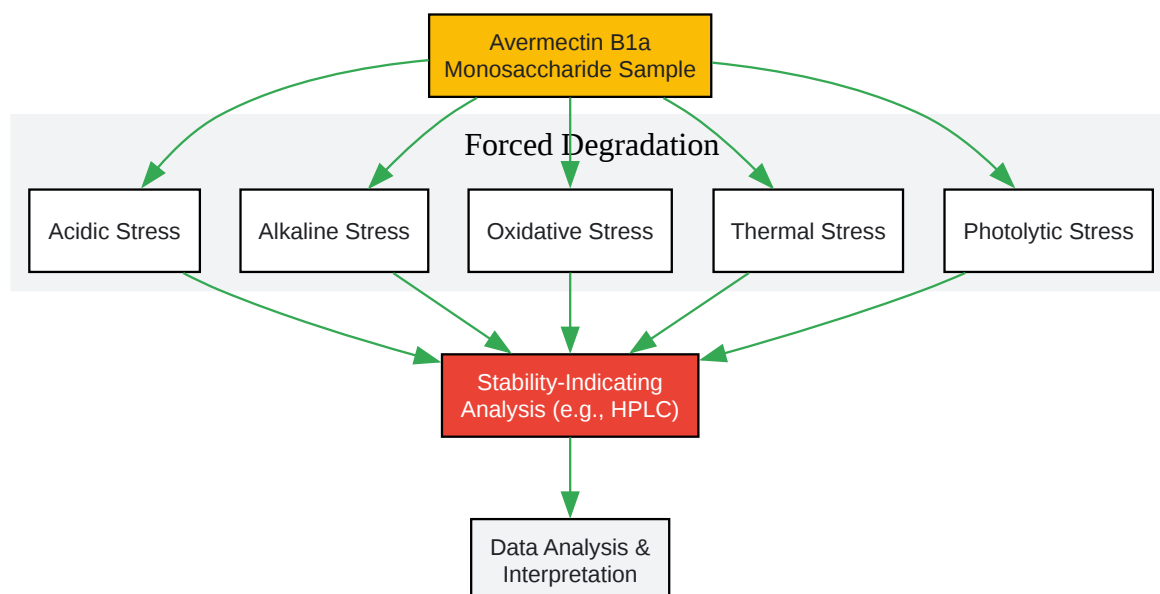 Avermectin B1a
Monosaccharide Sample
Forced Degradation
Acidic Stress
Alkaline Stress
Oxidative Stress
Thermal Stress
Photolytic Stress
Stability-Indicating
Analysis (e.g., HPLC)
Data Analysis &
Interpretation